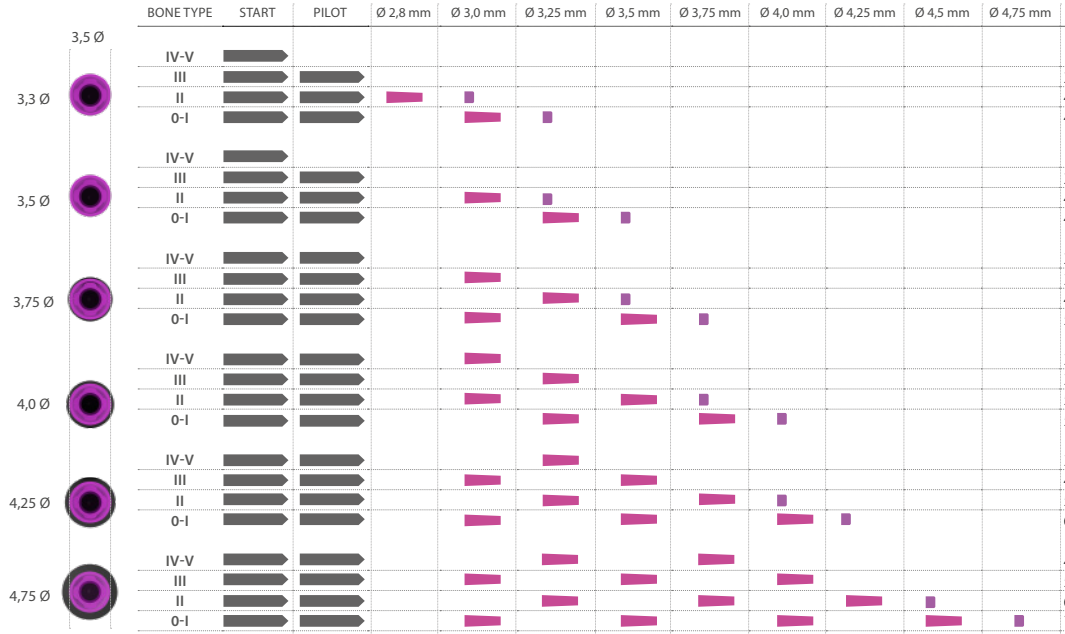 BONE TYPE START PILOT Ø 2,8 mm Ø 3,0 mm Ø 3,25 mm Ø 3,5 mm Ø 3,75 mm Ø 4,0 mm Ø 4,25 mm Ø 4,5 mm Ø 4,75 mm
3,5 Ø
IV-V
III
3,3 Ø
II
0-I
IV-V
III
3,5 Ø
II
0-I
IV-V
III
3,75 Ø
II
0-I
IV-V
III
4,0 Ø
II
0-I
IV-V
III
4,25 Ø
II
0-I
IV-V
III
4,75 Ø
II
0-I